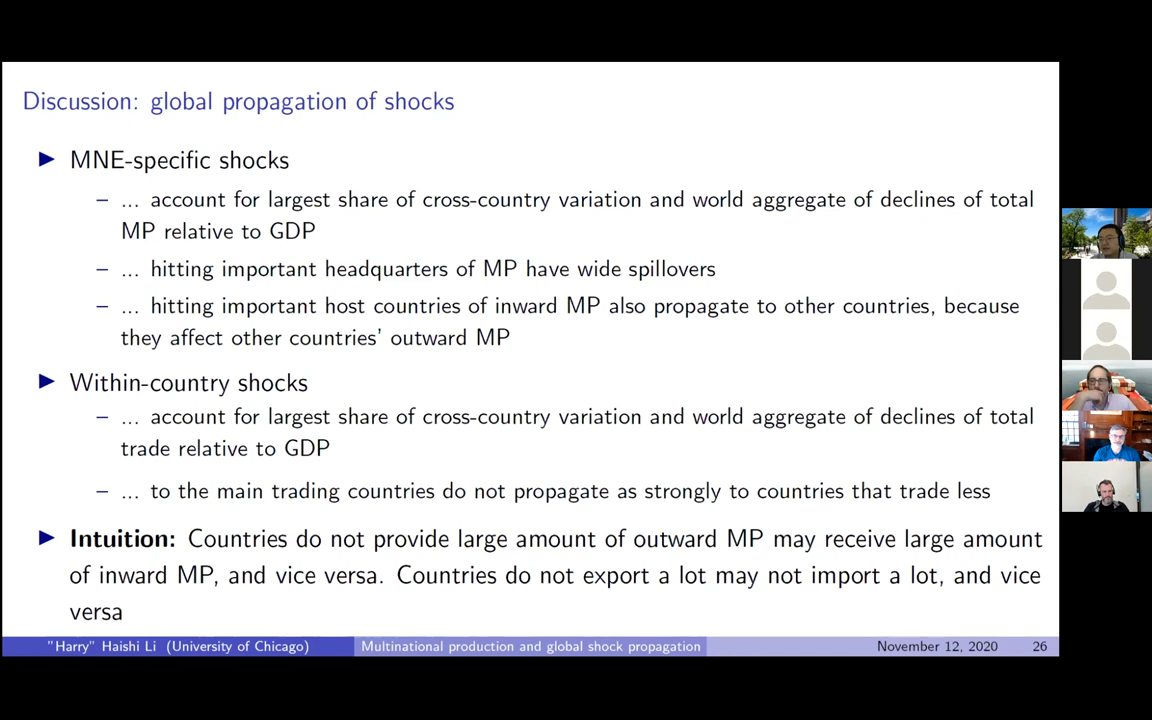 Discussion: global propagation of shocks
▶ MNE-specific shocks
– ... account for largest share of cross-country variation and world aggregate of declines of total
MP relative to GDP
– ... hitting important headquarters of MP have wide spillovers
– ... hitting important host countries of inward MP also propagate to other countries, because
they affect other countries' outward MP
▶ Within-country shocks
– ... account for largest share of cross-country variation and world aggregate of declines of total
trade relative to GDP
– ... to the main trading countries do not propagate as strongly to countries that trade less
▶ Intuition: Countries do not provide large amount of outward MP may receive large amount
of inward MP, and vice versa. Countries do not export a lot may not import a lot, and vice
versa
"Harry" Haishi Li (University of Chicago) Multinational production and global shock propagation November 12, 2020 26